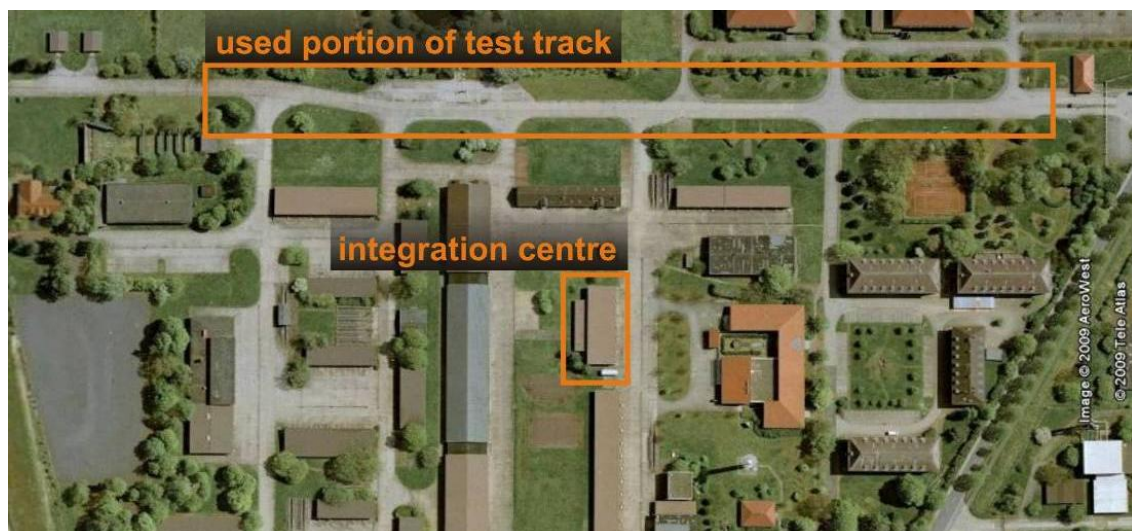 used portion of test track
integration centre
Image © 2009 AeroWest
© 2009 Tele Atlas